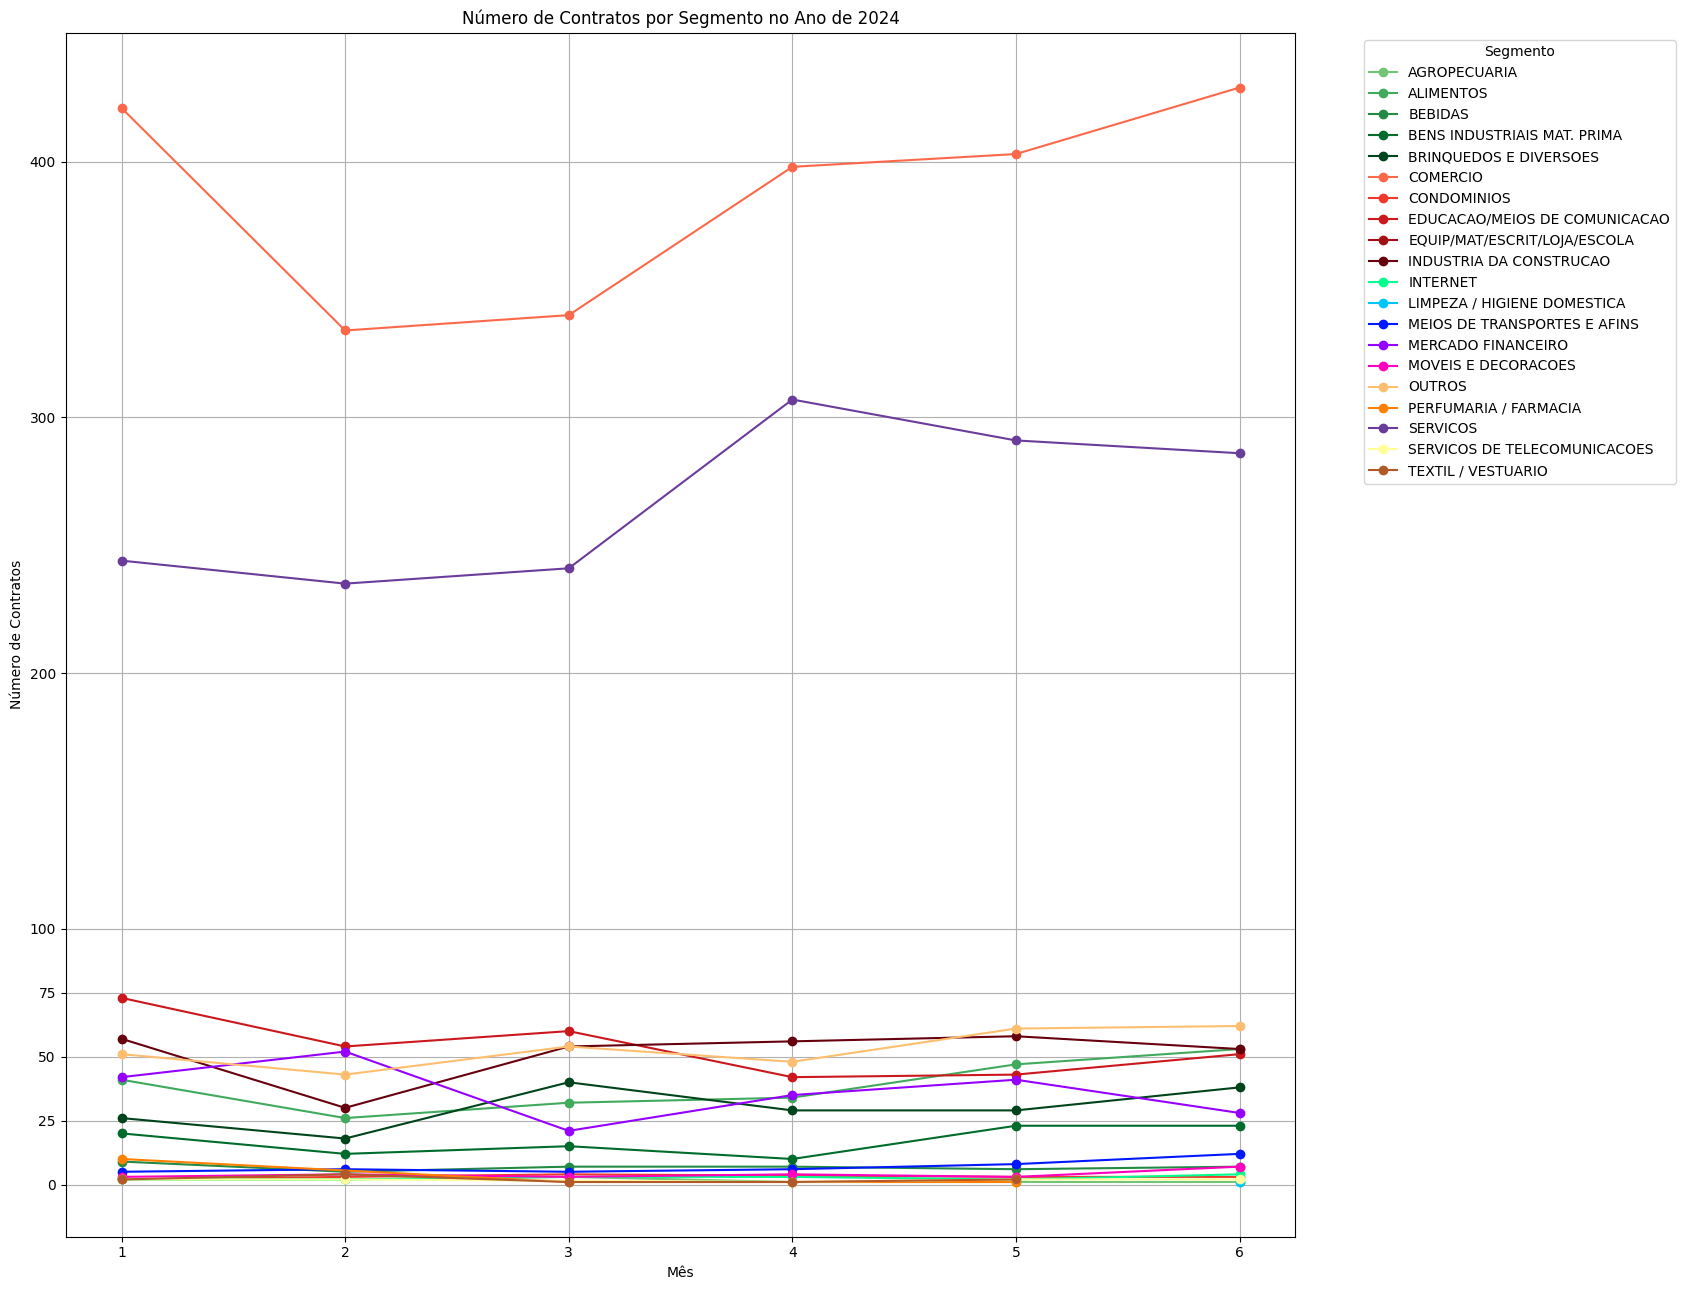 Número de Contratos por Segmento no Ano de 2024
Segmento
AGROPECUARIA
ALIMENTOS
BEBIDAS
BENS INDUSTRIAIS MAT. PRIMA
BRINQUEDOS E DIVERSOES
COMERCIO
CONDOMINIOS
EDUCACAO/MEIOS DE COMUNICACAO
EQUIP/MAT/ESCRIT/LOJA/ESCOLA
INDUSTRIA DA CONSTRUCAO
INTERNET
LIMPEZA / HIGIENE DOMESTICA
MEIOS DE TRANSPORTES E AFINS
MERCADO FINANCEIRO
MOVEIS E DECORACOES
OUTROS
PERFUMARIA / FARMACIA
SERVICOS
SERVICOS DE TELECOMUNICACOES
TEXTIL / VESTUARIO
Número de Contratos
400
300
200
100
75
50
25
0
1 2 3 4 5 6
Mês